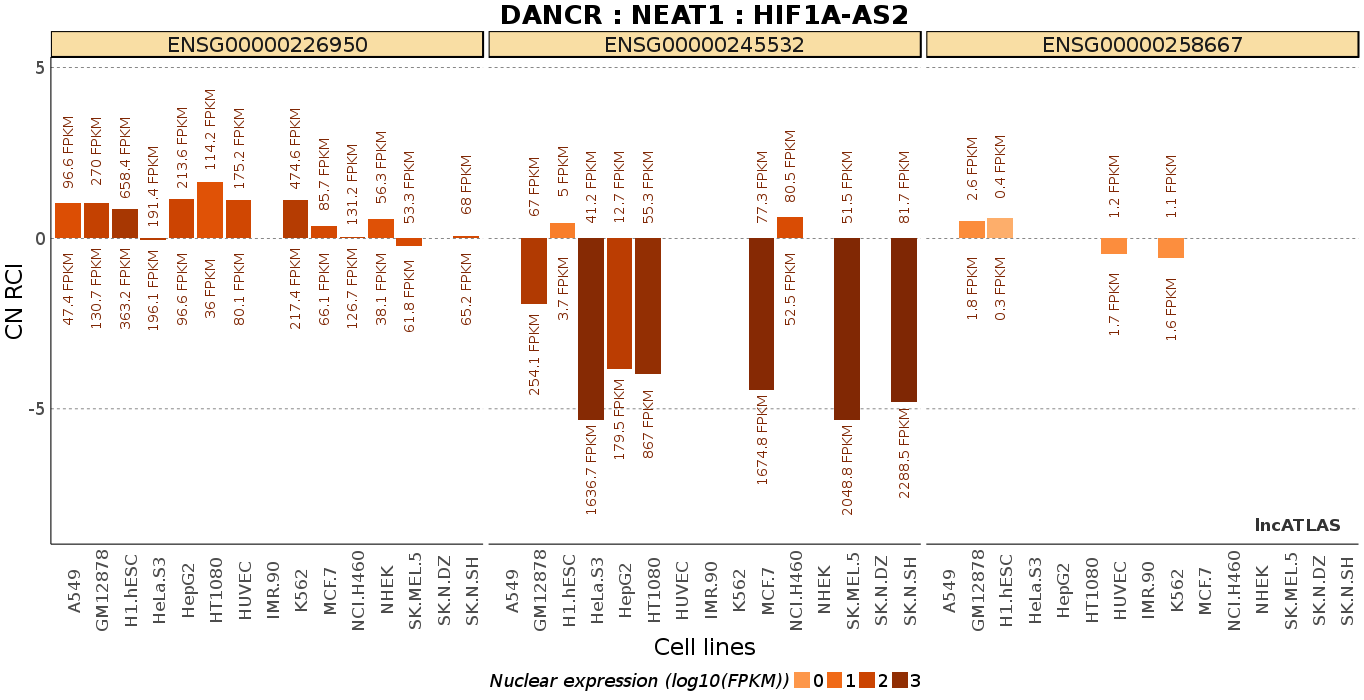 DANCR : NEAT1 : HIF1A-AS2
ENSG00000226950
ENSG00000245532
ENSG00000258667
CN RCI
5
0
-5
96.6 FPKM
270 FPKM
658.4 FPKM
191.4 FPKM
213.6 FPKM
114.2 FPKM
175.2 FPKM
474.6 FPKM
85.7 FPKM
131.2 FPKM
56.3 FPKM
53.3 FPKM
68 FPKM
47.4 FPKM
130.7 FPKM
363.2 FPKM
196.1 FPKM
96.6 FPKM
36 FPKM
80.1 FPKM
217.4 FPKM
66.1 FPKM
126.7 FPKM
38.1 FPKM
61.8 FPKM
65.2 FPKM
67 FPKM
5 FPKM
41.2 FPKM
12.7 FPKM
55.3 FPKM
77.3 FPKM
80.5 FPKM
51.5 FPKM
81.7 FPKM
254.1 FPKM
3.7 FPKM
1636.7 FPKM
179.5 FPKM
867 FPKM
1674.8 FPKM
52.5 FPKM
2048.8 FPKM
2288.5 FPKM
2.6 FPKM
0.4 FPKM
1.2 FPKM
1.1 FPKM
1.8 FPKM
0.3 FPKM
1.7 FPKM
1.6 FPKM
lncATLAS
A549
GM12878
H1.hESC
HeLa.S3
HepG2
HT1080
HUVEC
IMR.90
K562
MCF.7
NCI.H460
NHEK
SK.MEL.5
SK.N.DZ
SK.N.SH
A549
GM12878
H1.hESC
HeLa.S3
HepG2
HT1080
HUVEC
IMR.90
K562
MCF.7
NCI.H460
NHEK
SK.MEL.5
SK.N.DZ
SK.N.SH
A549
GM12878
H1.hESC
HeLa.S3
HepG2
HT1080
HUVEC
IMR.90
K562
MCF.7
NCI.H460
NHEK
SK.MEL.5
SK.N.DZ
SK.N.SH
Cell lines
Nuclear expression (log10(FPKM)) 0 1 2 3